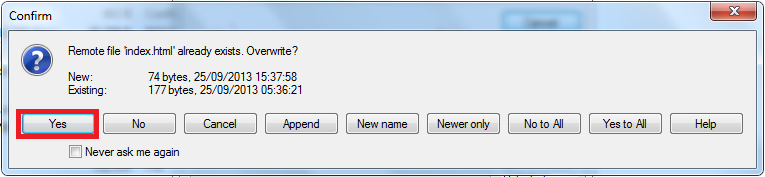 Confirm
Remote file 'index.html' already exists. Overwrite?
New: 74 bytes, 25/09/2013 15:37:58
Existing: 177 bytes, 25/09/2013 05:36:21
Yes No Cancel Append New name Newer only No to All Yes to All Help
Never ask me again